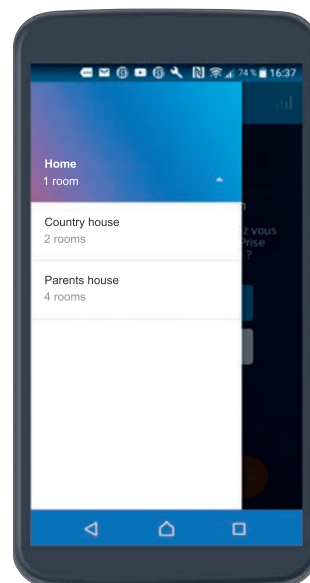 74 % 16:37
Home
1 room
Country house
2 rooms
Parents house
4 rooms
z vous
Prise
?